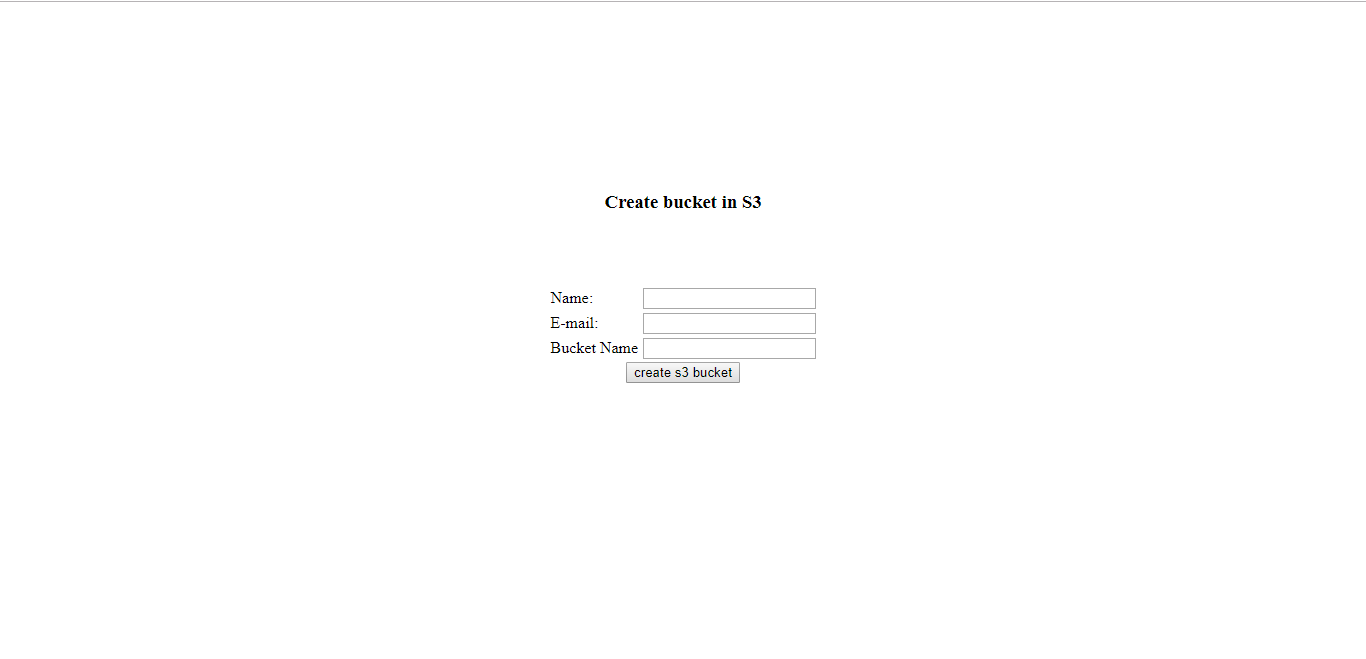 Create bucket in S3
Name:
E-mail:
Bucket Name
create s3 bucket